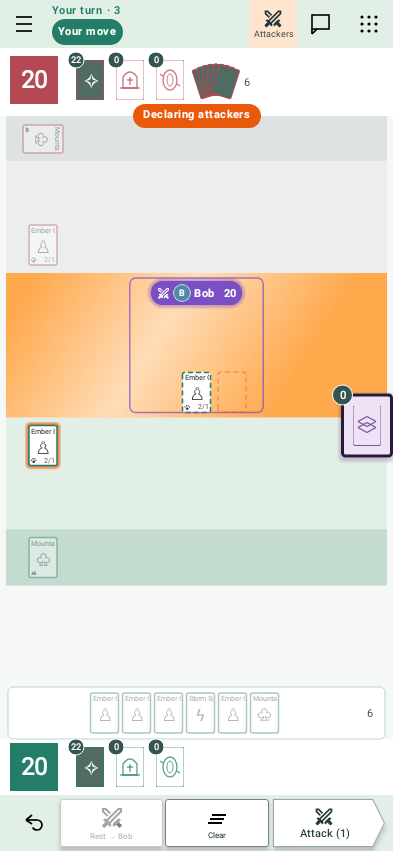 Your turn · 3
Your move
Attackers
20
22
0
0
6
Declaring attackers
Mounta
Ember C
2/1
B Bob 20
Ember C
2/1
0
Ember C
2/1
Mounta
Ember C Ember C Ember C Storm S Ember C Mounta
6
20
22
0
0
Rest → Bob
Clear
Attack (1)